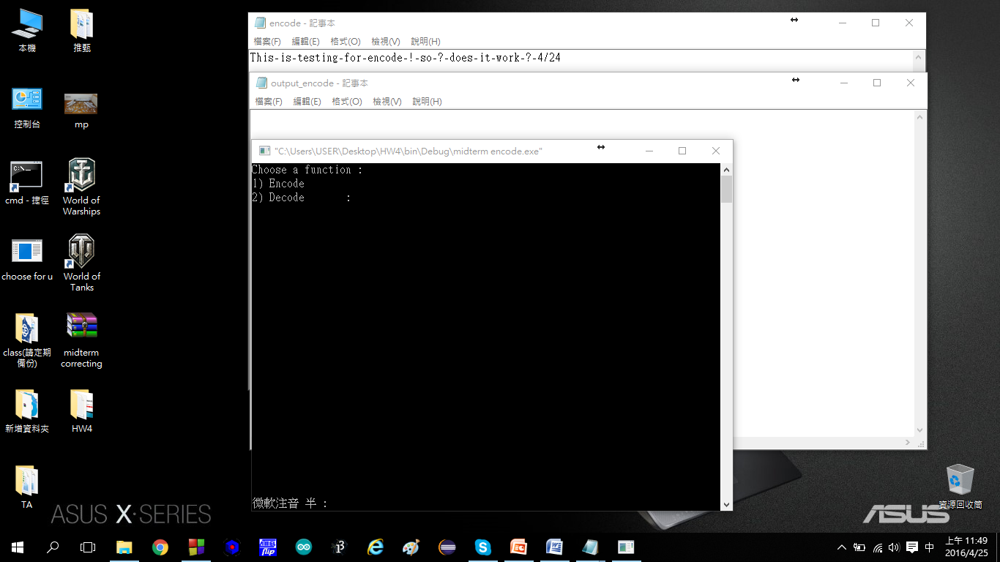 本機
推甄
控制台
mp
cmd - 捷徑
World of
Warships
choose for u
World of
Tanks
class(請定期
備份)
midterm
correcting
新增資料夾
HW4
TA
ASUS X·SERIES
encode - 記事本
檔案(F) 編輯(E) 格式(O) 檢視(V) 說明(H)
This-is-testing-for-encode-!-so-?-does-it-work-?-4/24
output_encode - 記事本
檔案(F) 編輯(E) 格式(O) 檢視(V) 說明(H)
"C:\Users\USER\Desktop\HW4\bin\Debug\midterm encode.exe"
Choose a function :
1) Encode
2) Decode :
微軟注音 半 :
資源回收筒
ASUS
中
上午 11:49
2016/4/25